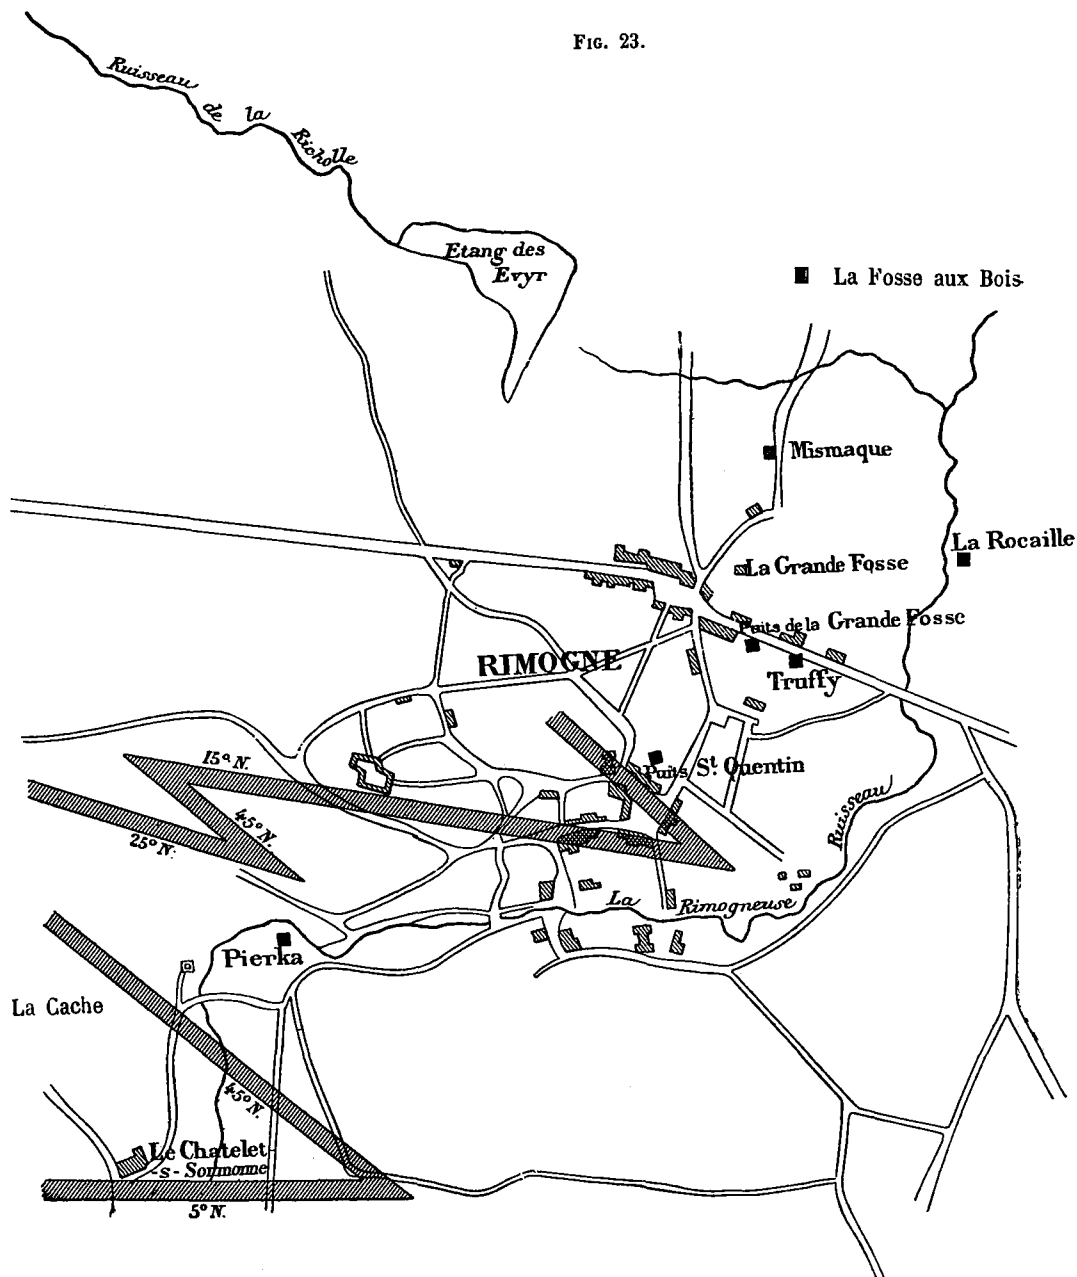 FIG. 23.
Ruisseau de la Richolle
Etang des
Evyr
La Fosse aux Bois
Mismaque
La Rocaille
La Grande Fosse
Puits de la Grande Fosse
RIMOGNE
Truffy
15° N.
Puits St Quentin
45° N.
25° N.
Ruisseau
La Rimogneuse
Pierka
La Cache
45° N.
Le Chatelet
-s- Sormonne
5° N.